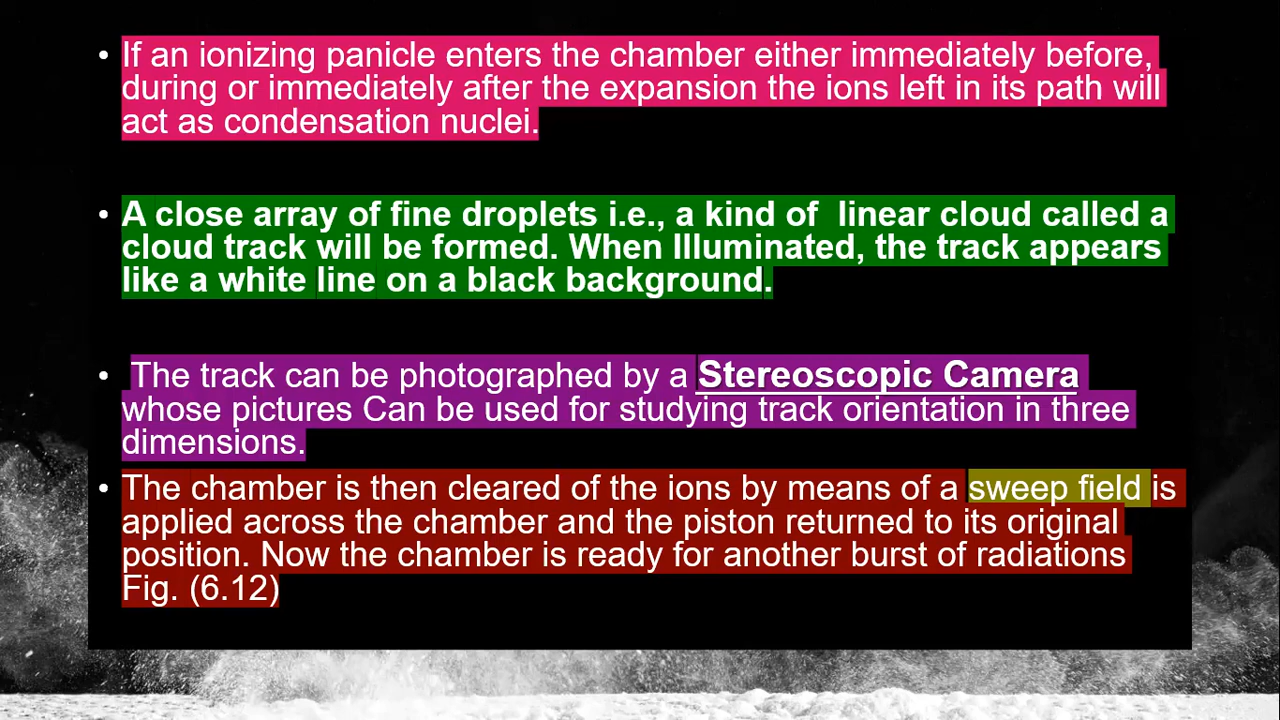 • If an ionizing panicle enters the chamber either immediately before,
during or immediately after the expansion the ions left in its path will
act as condensation nuclei.
• A close array of fine droplets i.e., a kind of linear cloud called a
cloud track will be formed. When Illuminated, the track appears
like a white line on a black background.
• The track can be photographed by a Stereoscopic Camera
whose pictures Can be used for studying track orientation in three
dimensions.
• The chamber is then cleared of the ions by means of a sweep field is
applied across the chamber and the piston returned to its original
position. Now the chamber is ready for another burst of radiations
Fig. (6.12)